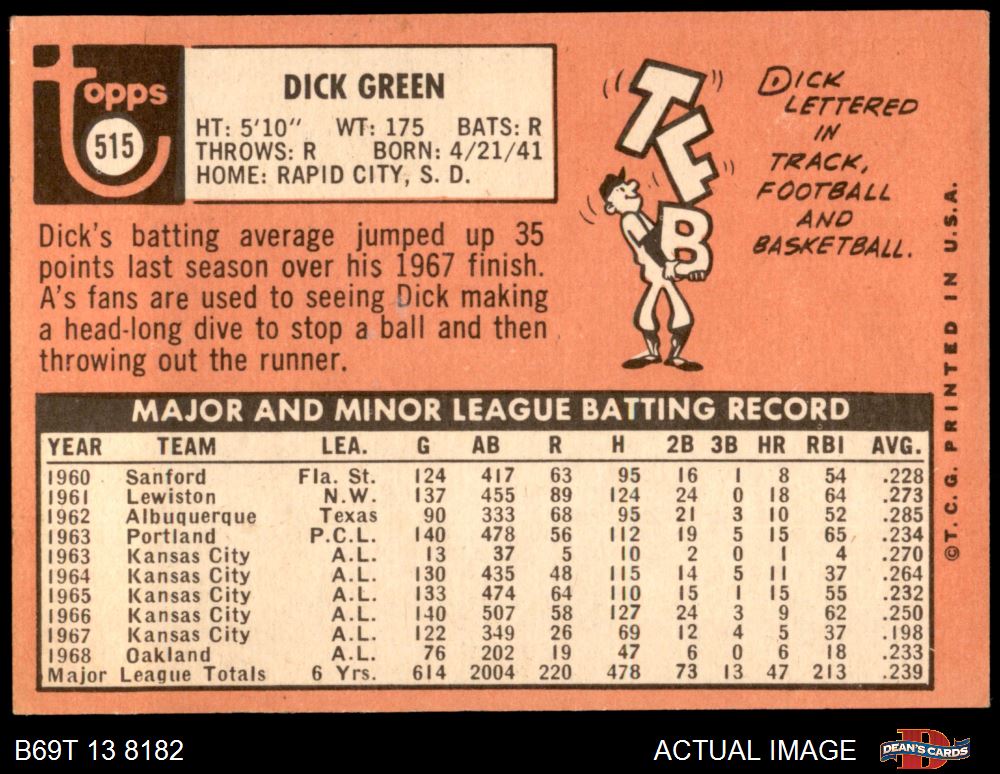 Topps
515
DICK GREEN
HT: 5'10" WT: 175 BATS: R
THROWS: R BORN: 4/21/41
HOME: RAPID CITY, S. D.
Dick's batting average jumped up 35
points last season over his 1967 finish.
A's fans are used to seeing Dick making
a head-long dive to stop a ball and then
throwing out the runner.
T
F
B
DICK
LETTERED
IN
TRACK,
FOOTBALL
AND
BASKETBALL.
MAJOR AND MINOR LEAGUE BATTING RECORD
YEAR TEAM LEA. G AB R H 2B 3B HR RBI AVG.
1960 Sanford Fla. St. 124 417 63 95 16 1 8 54 .228
1961 Lewiston N.W. 137 455 89 124 24 0 18 64 .273
1962 Albuquerque Texas 90 333 68 95 21 3 10 52 .285
1963 Portland P.C.L. 140 478 56 112 19 5 15 65 .234
1963 Kansas City A.L. 13 37 5 10 2 0 1 4 .270
1964 Kansas City A.L. 130 435 48 115 14 5 11 37 .264
1965 Kansas City A.L. 133 474 64 110 15 1 15 55 .232
1966 Kansas City A.L. 140 507 58 127 24 3 9 62 .250
1967 Kansas City A.L. 122 349 26 69 12 4 5 37 .198
1968 Oakland A.L. 76 202 19 47 6 0 6 18 .233
Major League Totals 6 Yrs. 614 2004 220 478 73 13 47 213 .239
©T. C. G. PRINTED IN U.S.A.
B69T 13 8182
ACTUAL IMAGE
DEAN'S CARDS